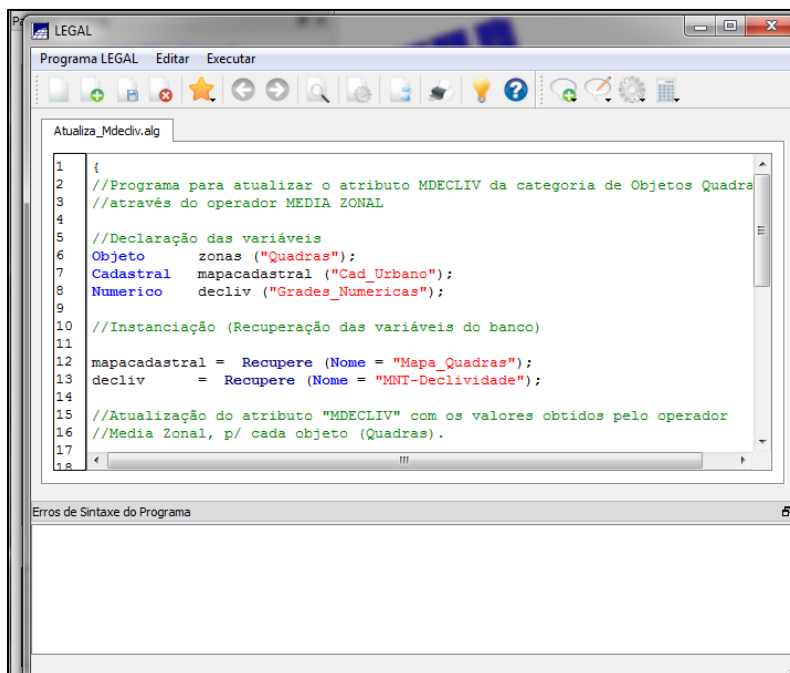 Pa
LEGAL
Programa LEGAL Editar Executar
Atualiza_Mdecliv.alg
1 {
2 //Programa para atualizar o atributo MDECLIV da categoria de Objetos Quadra
3 //através do operador MEDIA ZONAL
4
5 //Declaração das variáveis
6 Objeto zonas ("Quadras");
7 Cadastral mapacadastral ("Cad_Urbano");
8 Numerico decliv ("Grades_Numericas");
9
10 //Instanciação (Recuperação das variáveis do banco)
11
12 mapacadastral = Recupere (Nome = "Mapa_Quadras");
13 decliv = Recupere (Nome = "MNT-Declividade");
14
15 //Atualização do atributo "MDECLIV" com os valores obtidos pelo operador
16 //Media Zonal, p/ cada objeto (Quadras).
17
18
Erros de Sintaxe do Programa